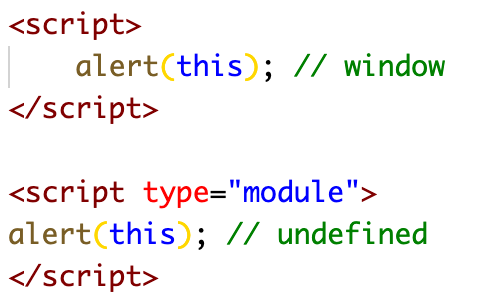 <script>
    alert(this); // window
</script>

<script type="module">
alert(this); // undefined
</script>